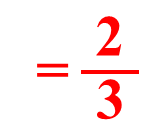 = 2/3